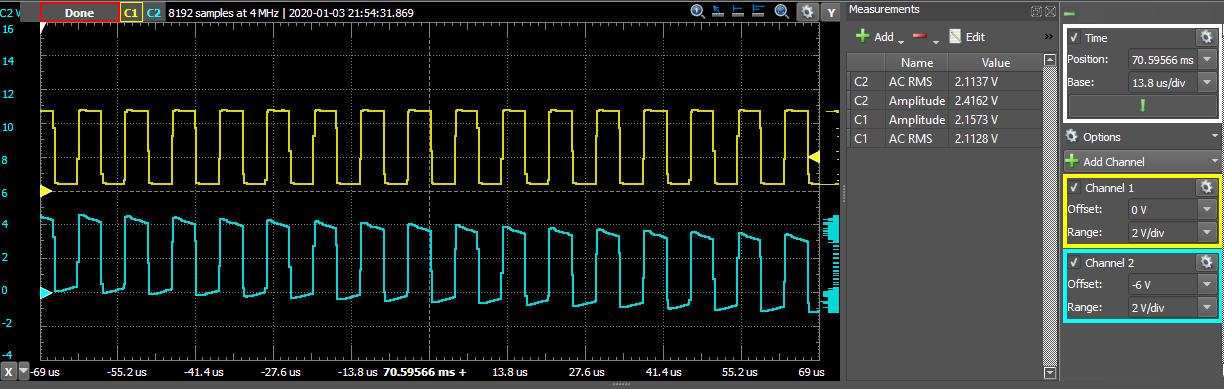 C2 V
Done
C1
C2
8192 samples at 4 MHz | 2020-01-03 21:54:31.869
Y
16
14
12
10
8
6
4
2
0
-2
-4
X
-69 us
-55.2 us
-41.4 us
-27.6 us
-13.8 us
70.59566 ms +
13.8 us
27.6 us
41.4 us
55.2 us
69 us
Measurements
Add
Edit
»
Name Value
C2 AC RMS 2.1137 V
C2 Amplitude 2.4162 V
C1 Amplitude 2.1573 V
C1 AC RMS 2.1128 V
Time
Position: 70.59566 ms
Base: 13.8 us/div
Options
Add Channel
Channel 1
Offset: 0 V
Range: 2 V/div
Channel 2
Offset: -6 V
Range: 2 V/div